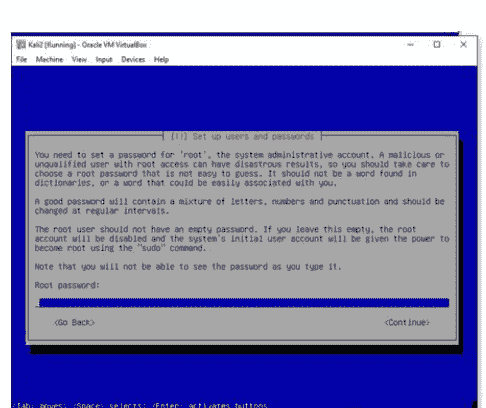 Kali2 [Running] - Oracle VM VirtualBox
File Machine View Input Devices Help
[!!] Set up users and passwords
You need to set a password for 'root', the system administrative account. A malicious or
unqualified user with root access can have disastrous results, so you should take care to
choose a root password that is not easy to guess. It should not be a word found in
dictionaries, or a word that could be easily associated with you.
A good password will contain a mixture of letters, numbers and punctuation and should be
changed at regular intervals.
The root user should not have an empty password. If you leave this empty, the root
account will be disabled and the system's initial user account will be given the power to
become root using the "sudo" command.
Note that you will not be able to see the password as you type it.
Root password:
<Go Back> <Continue>
<Tab> moves; <Space> selects; <Enter> activates buttons